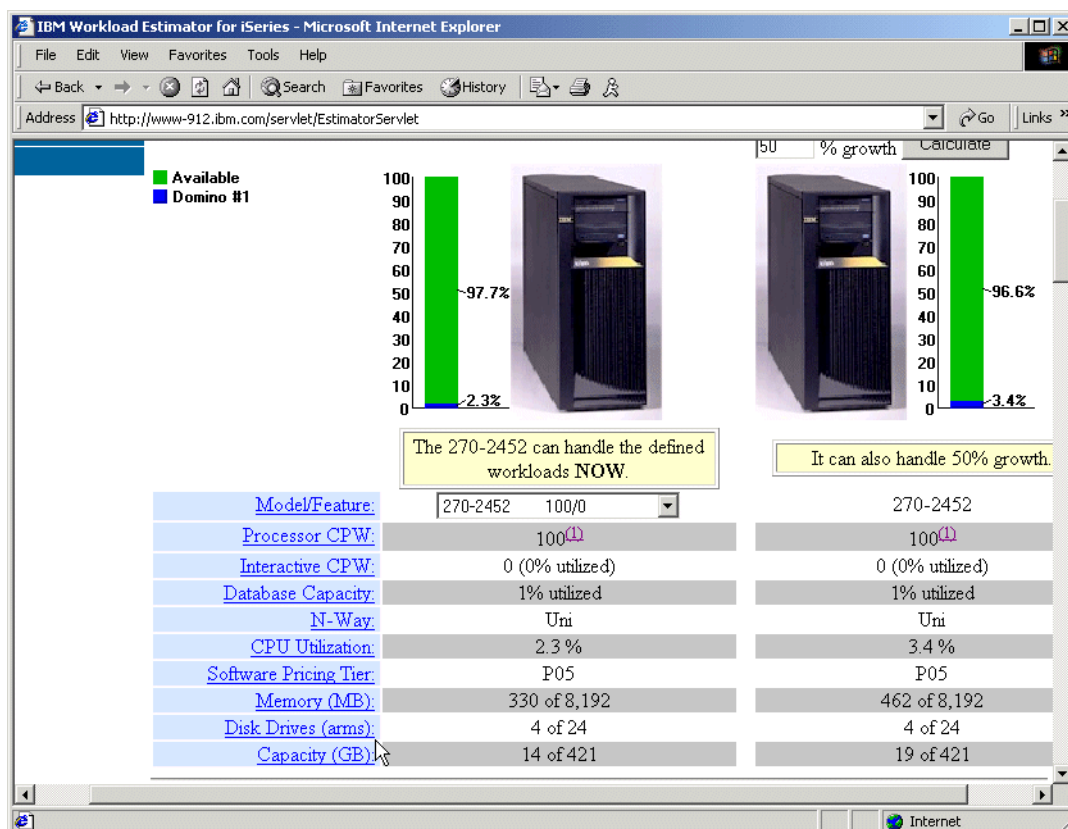 IBM Workload Estimator for iSeries - Microsoft Internet Explorer
File Edit View Favorites Tools Help
Back Search Favorites History
Address http://www-912.ibm.com/servlet/EstimatorServlet Go Links »
50 % growth Calculate
Available
Domino #1
100
90
80
70
60
50
40
30
20
10
0
97.7%
2.3%
IBM
IBM
100
90
80
70
60
50
40
30
20
10
0
96.6%
3.4%
The 270-2452 can handle the defined
workloads NOW.
It can also handle 50% growth.
Model/Feature: 270-2452 100/0 270-2452
Processor CPW: 100(1) 100(1)
Interactive CPW: 0 (0% utilized) 0 (0% utilized)
Database Capacity: 1% utilized 1% utilized
N-Way: Uni Uni
CPU Utilization: 2.3 % 3.4 %
Software Pricing Tier: P05 P05
Memory (MB): 330 of 8,192 462 of 8,192
Disk Drives (arms): 4 of 24 4 of 24
Capacity (GB): 14 of 421 19 of 421
Internet